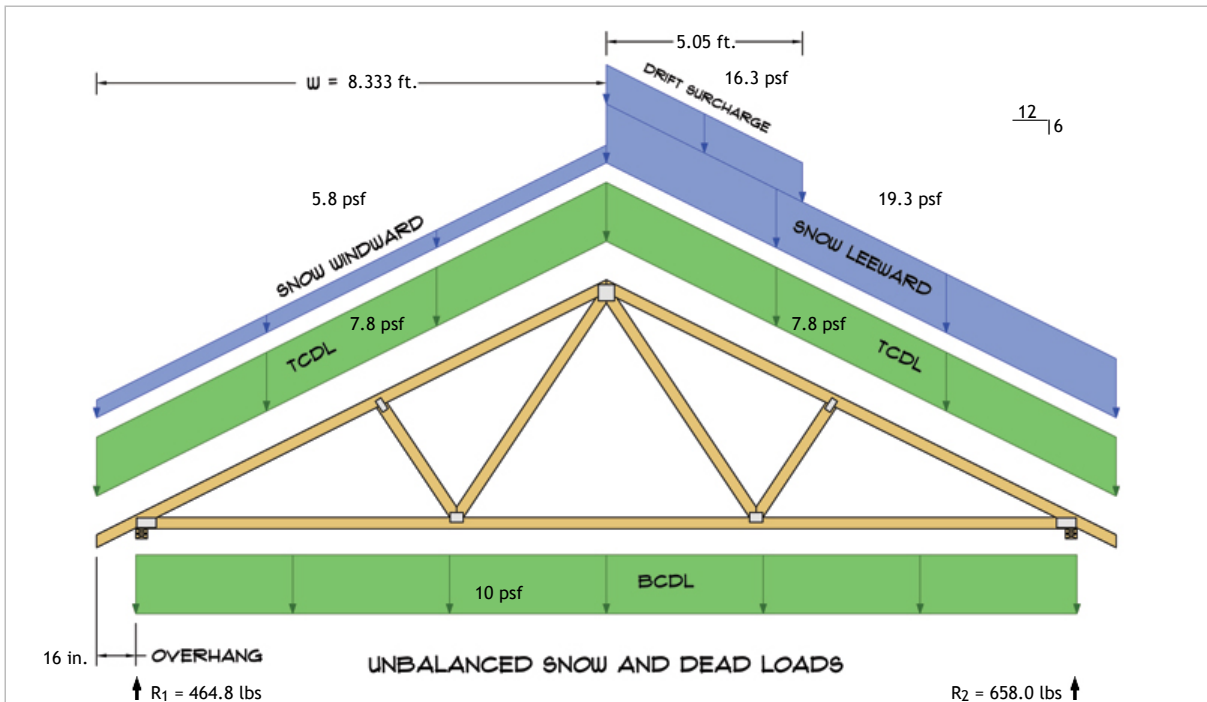 5.05 ft.
W = 8.333 ft.
DRIFT SURCHARGE
16.3 psf
12
6
5.8 psf
19.3 psf
SNOW WINDWARD
SNOW LEEWARD
7.8 psf
7.8 psf
TCDL
TCDL
BCDL
10 psf
16 in.
OVERHANG
UNBALANCED SNOW AND DEAD LOADS
R1 = 464.8 lbs
R2 = 658.0 lbs